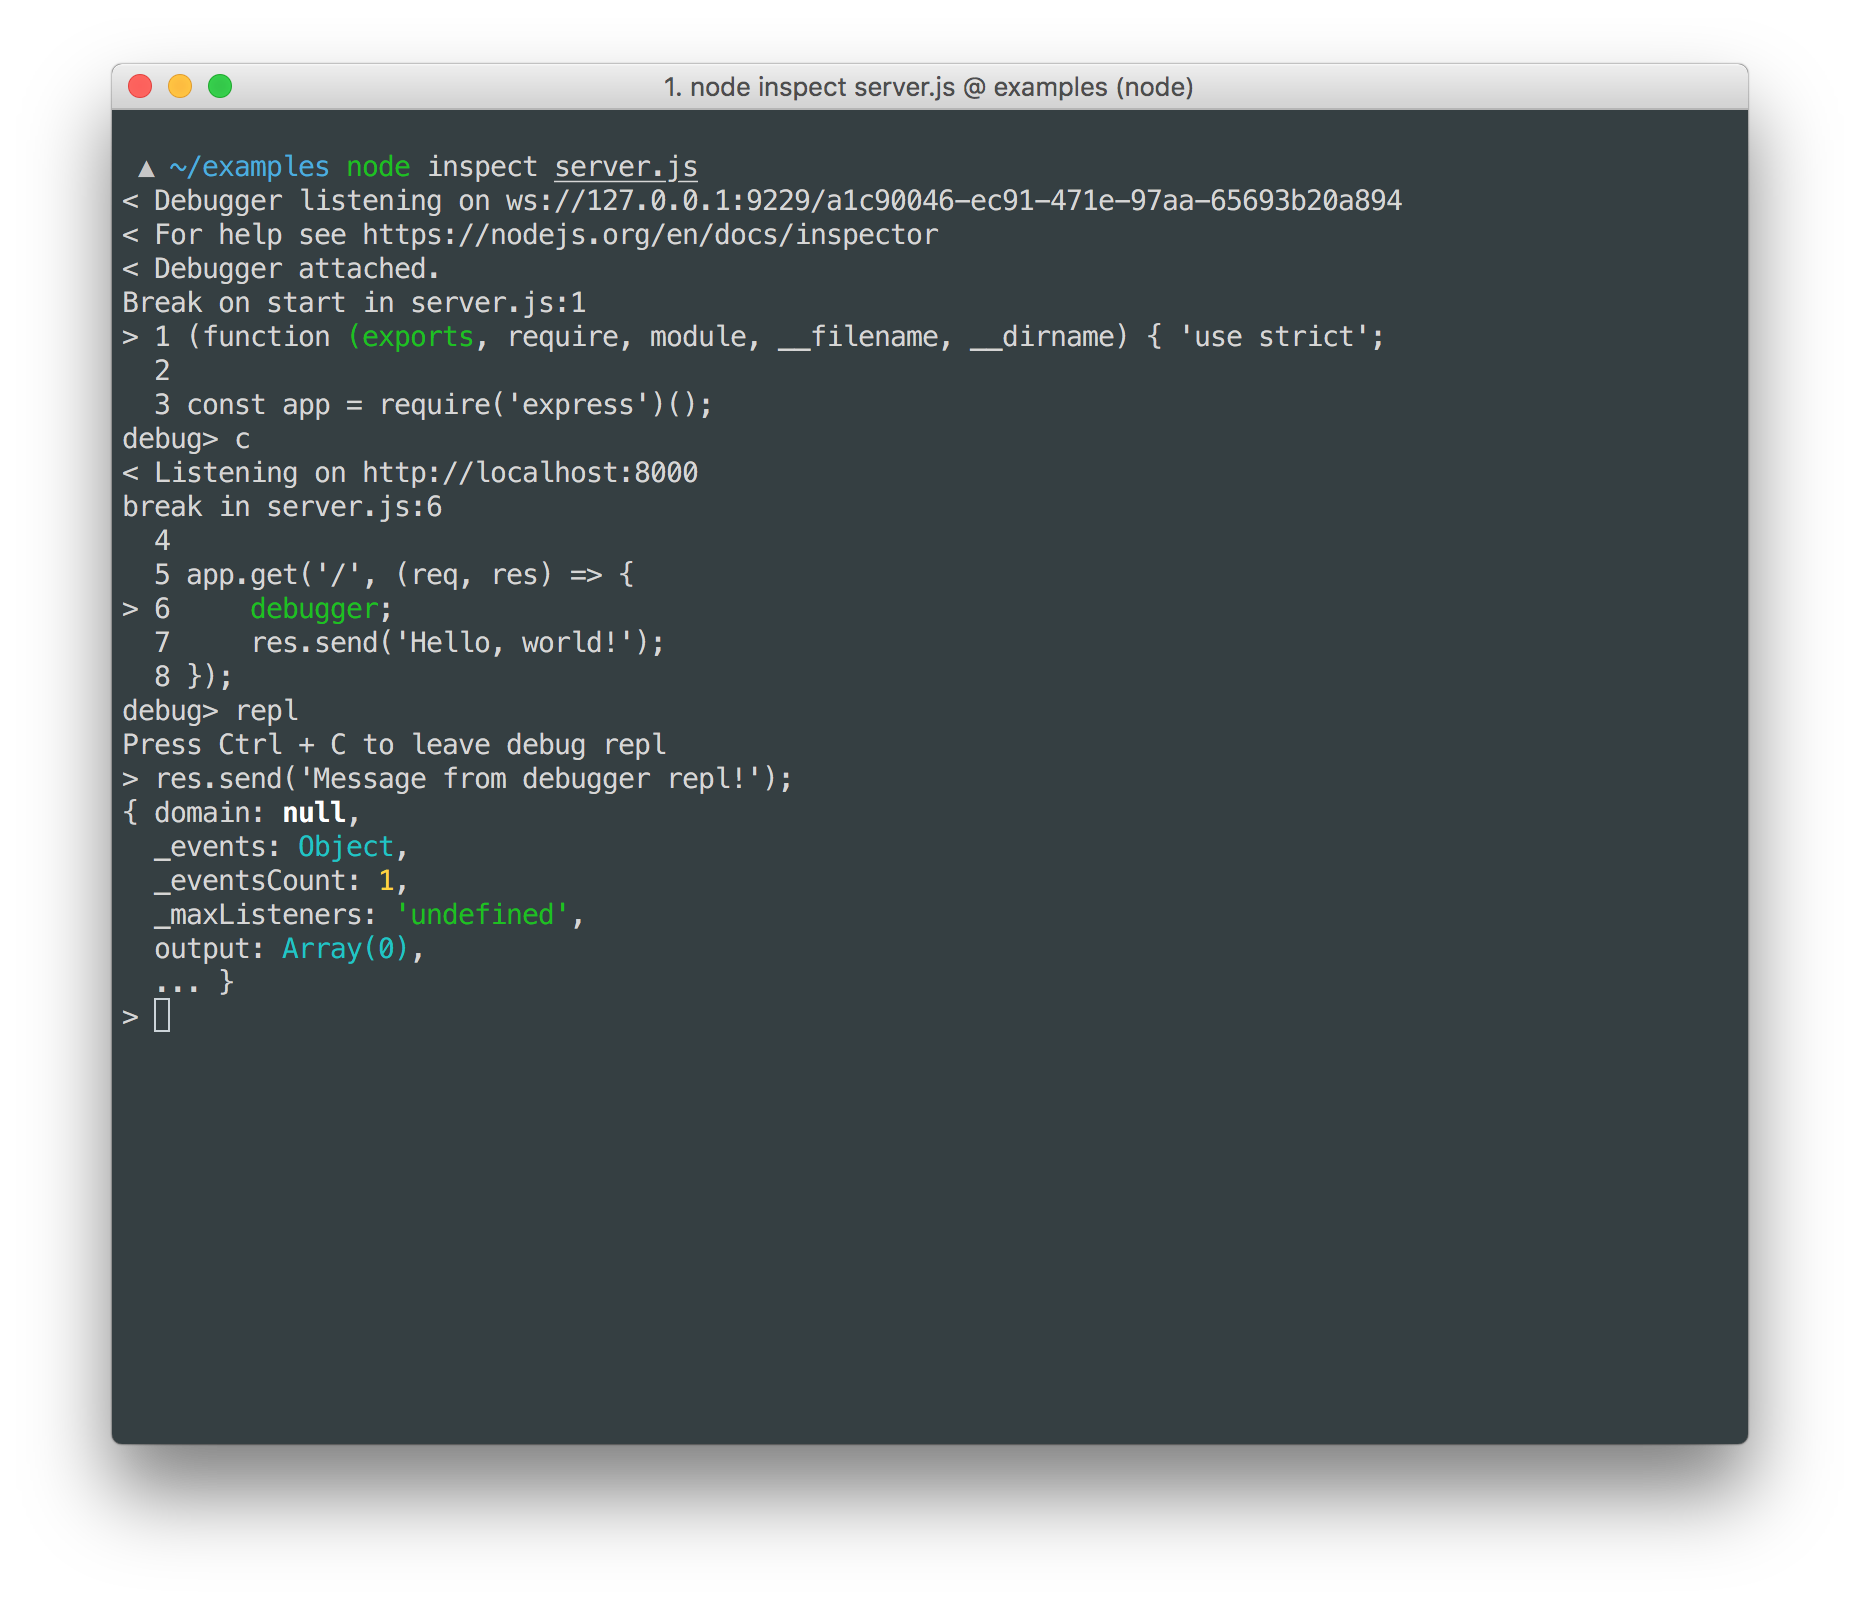 1. node inspect server.js @ examples (node)
▲ ~/examples node inspect server.js
< Debugger listening on ws://127.0.0.1:9229/a1c90046-ec91-471e-97aa-65693b20a894
< For help see https://nodejs.org/en/docs/inspector
< Debugger attached.
Break on start in server.js:1
> 1 (function (exports, require, module, __filename, __dirname) { 'use strict';
  2
  3 const app = require('express')();
debug> c
< Listening on http://localhost:8000
break in server.js:6
  4
  5 app.get('/', (req, res) => {
> 6     debugger;
  7     res.send('Hello, world!');
  8 });
debug> repl
Press Ctrl + C to leave debug repl
> res.send('Message from debugger repl!');
{ domain: null,
  _events: Object,
  _eventsCount: 1,
  _maxListeners: 'undefined',
  output: Array(0),
  ... }
>